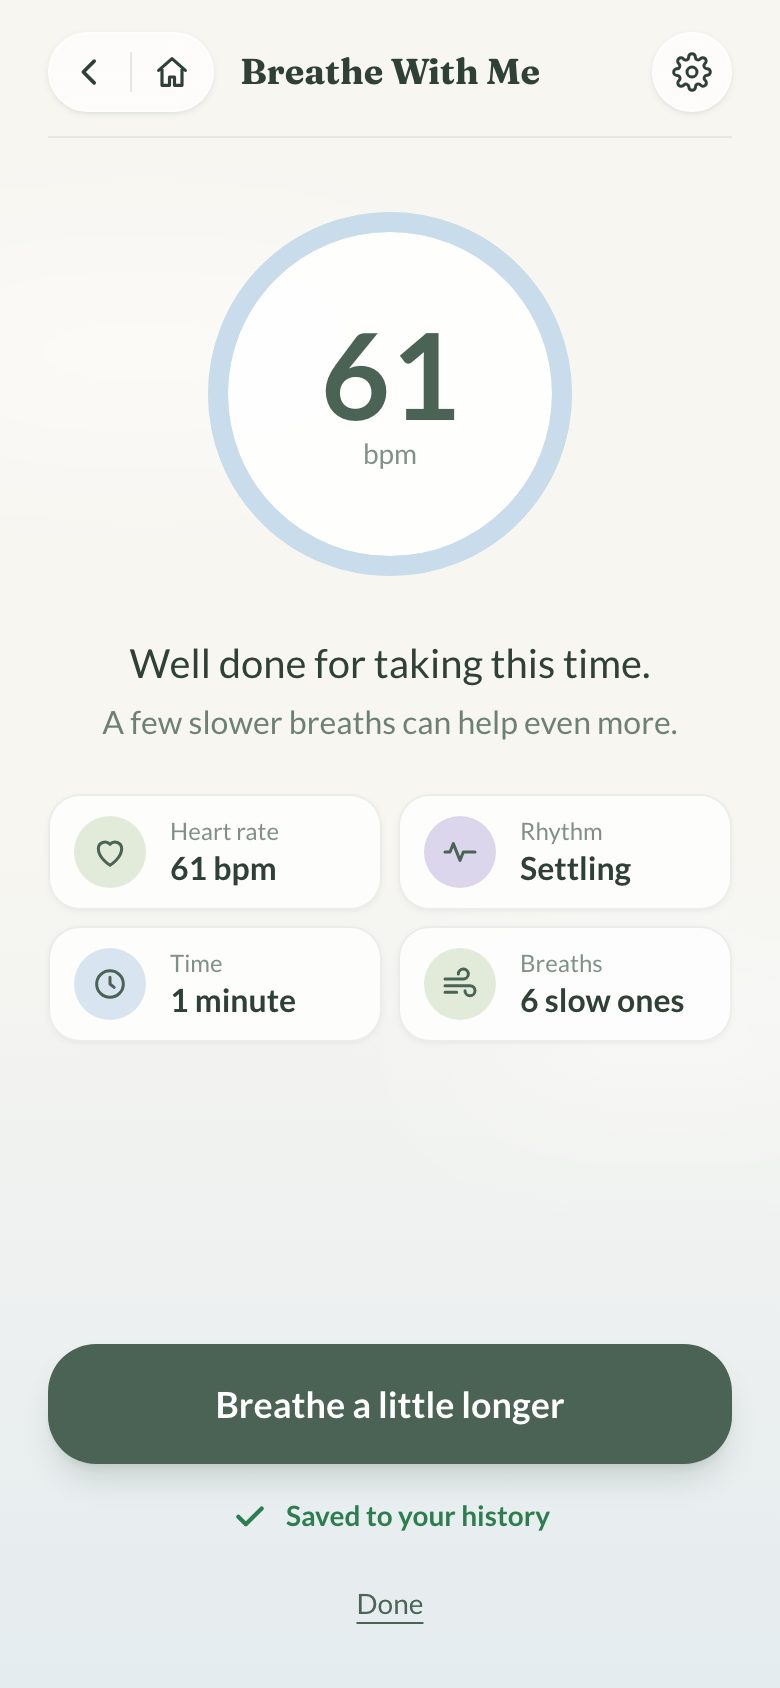 Breathe With Me
61
bpm
Well done for taking this time.
A few slower breaths can help even more.
Heart rate
61 bpm
Rhythm
Settling
Time
1 minute
Breaths
6 slow ones
Breathe a little longer
Saved to your history
Done